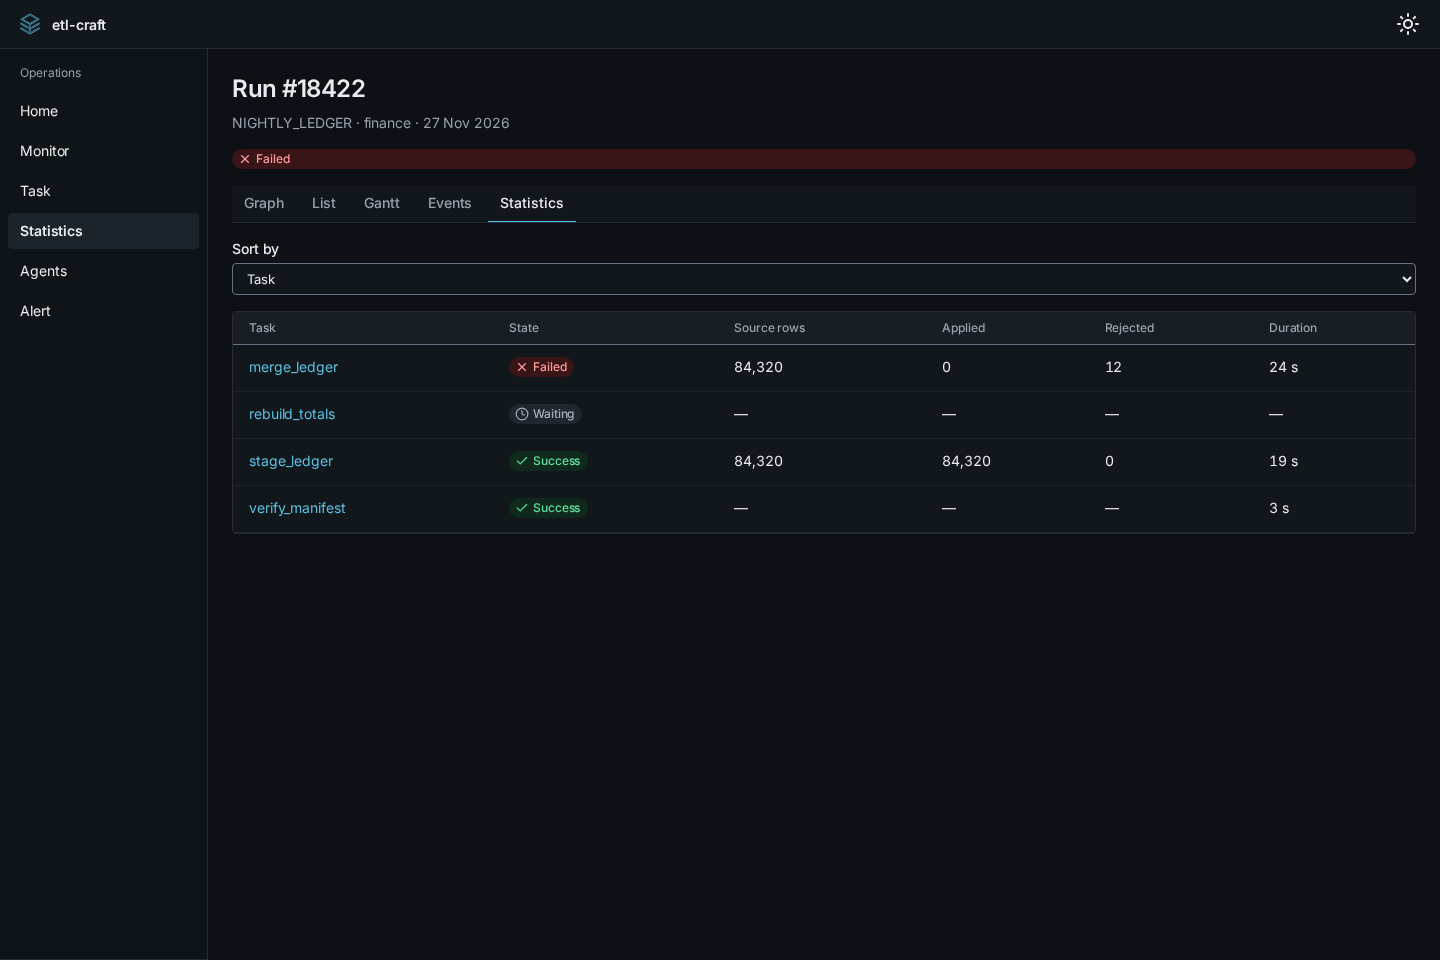 etl-craft
Operations
Home
Monitor
Task
Statistics
Agents
Alert
Run #18422
NIGHTLY_LEDGER · finance · 27 Nov 2026
Failed
Graph List Gantt Events Statistics
Sort by
Task
Task State Source rows Applied Rejected Duration
merge_ledger Failed 84,320 0 12 24 s
rebuild_totals Waiting — — — —
stage_ledger Success 84,320 84,320 0 19 s
verify_manifest Success — — — 3 s